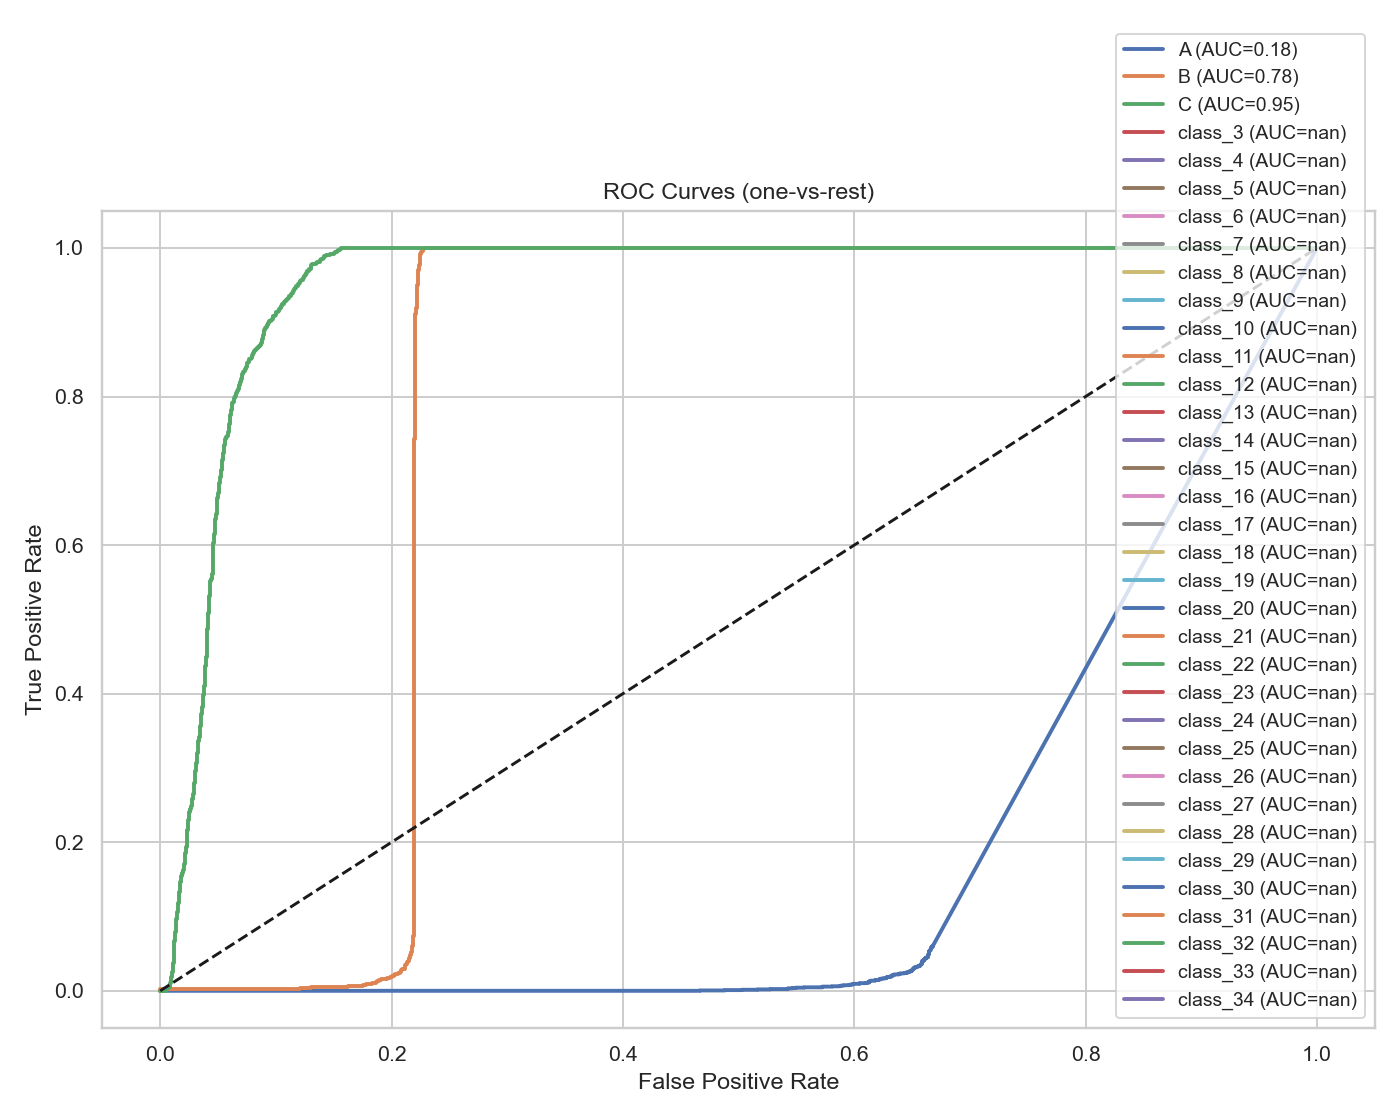 A (AUC=0.18)
B (AUC=0.78)
C (AUC=0.95)
class_3 (AUC=nan)
class_4 (AUC=nan)
class_5 (AUC=nan)
class_6 (AUC=nan)
class_7 (AUC=nan)
class_8 (AUC=nan)
class_9 (AUC=nan)
class_10 (AUC=nan)
class_11 (AUC=nan)
class_12 (AUC=nan)
class_13 (AUC=nan)
class_14 (AUC=nan)
class_15 (AUC=nan)
class_16 (AUC=nan)
class_17 (AUC=nan)
class_18 (AUC=nan)
class_19 (AUC=nan)
class_20 (AUC=nan)
class_21 (AUC=nan)
class_22 (AUC=nan)
class_23 (AUC=nan)
class_24 (AUC=nan)
class_25 (AUC=nan)
class_26 (AUC=nan)
class_27 (AUC=nan)
class_28 (AUC=nan)
class_29 (AUC=nan)
class_30 (AUC=nan)
class_31 (AUC=nan)
class_32 (AUC=nan)
class_33 (AUC=nan)
class_34 (AUC=nan)
ROC Curves (one-vs-rest)
True Positive Rate
1.0
0.8
0.6
0.4
0.2
0.0
0.0
0.2
0.4
0.6
0.8
1.0
False Positive Rate